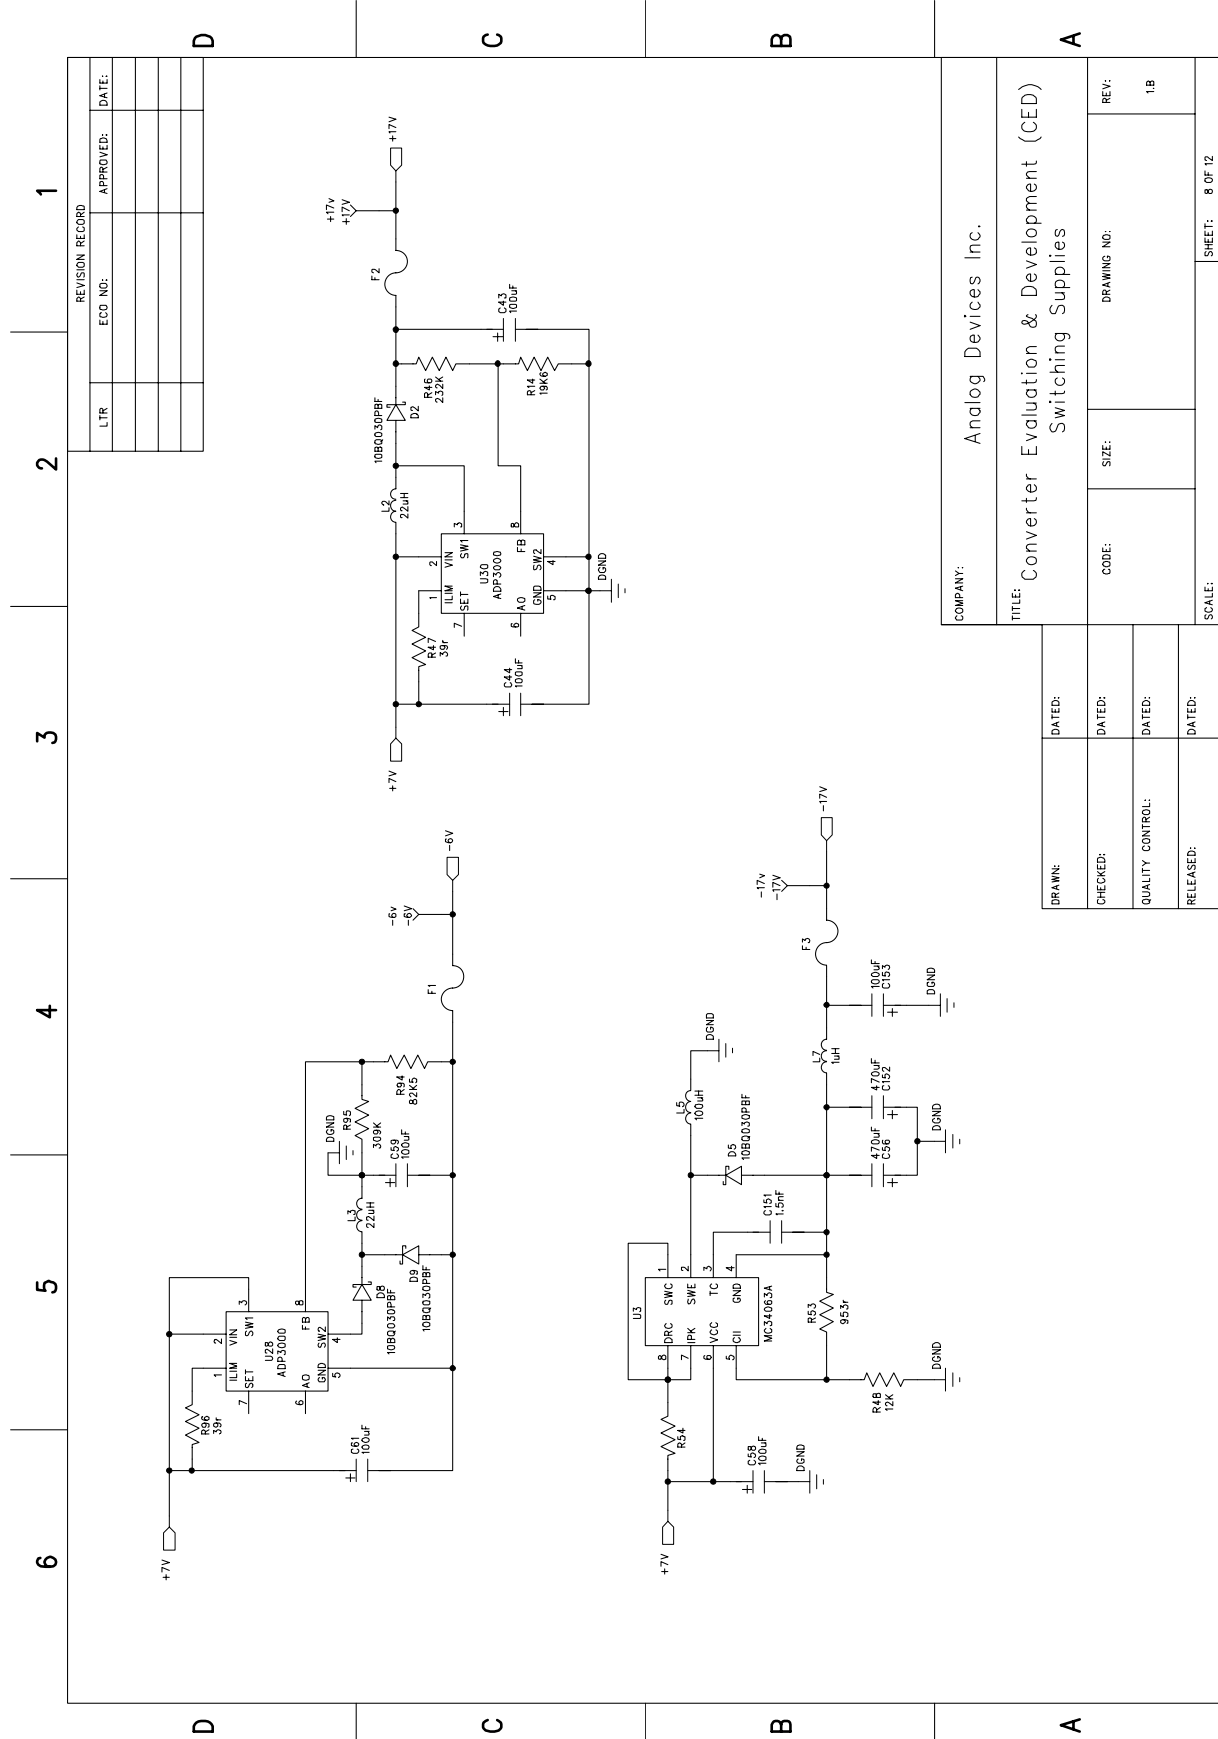 6
5
4
3
2
1
D
C
B
A
D
C
B
A
REVISION RECORD
LTR
ECO NO:
APPROVED:
DATE:
+7V
R96
39r
C61
100uF
U28
ADP3000
1
ILIM
2
VIN
7
SET
SW1
3
6
AO
FB
8
GND
5
SW2
4
D8
10BQ030PBF
D9
10BQ030PBF
L3
22uH
DGND
C59
100uF
R95
309K
R94
82K5
F1
-6v
-6V
-6V
+7V
R47
39r
C44
100uF
U30
ADP3000
1
ILIM
2
VIN
7
SET
SW1
3
6
AO
FB
8
GND
5
SW2
4
DGND
L2
22uH
10BQ030PBF
D2
R46
232K
R14
19K6
C43
100uF
F2
+17v
+17V
+17V
+7V
R54
C58
100uF
DGND
U3
MC34063A
8
DRC
SWC
1
7
IPK
SWE
2
6
VCC
TC
3
5
CII
GND
4
R48
12K
DGND
R53
953r
C151
1.5nF
D5
10BQ030PBF
L5
100uH
DGND
470uF
C56
470uF
C152
DGND
L7
1uH
100uF
C153
DGND
F3
-17v
-17V
-17V
COMPANY:
Analog Devices Inc.
TITLE:
Converter Evaluation & Development (CED)
Switching Supplies
DRAWN:
DATED:
CHECKED:
DATED:
CODE:
SIZE:
DRAWING NO:
REV:
1.B
QUALITY CONTROL:
DATED:
RELEASED:
DATED:
SCALE:
SHEET:
8 OF 12